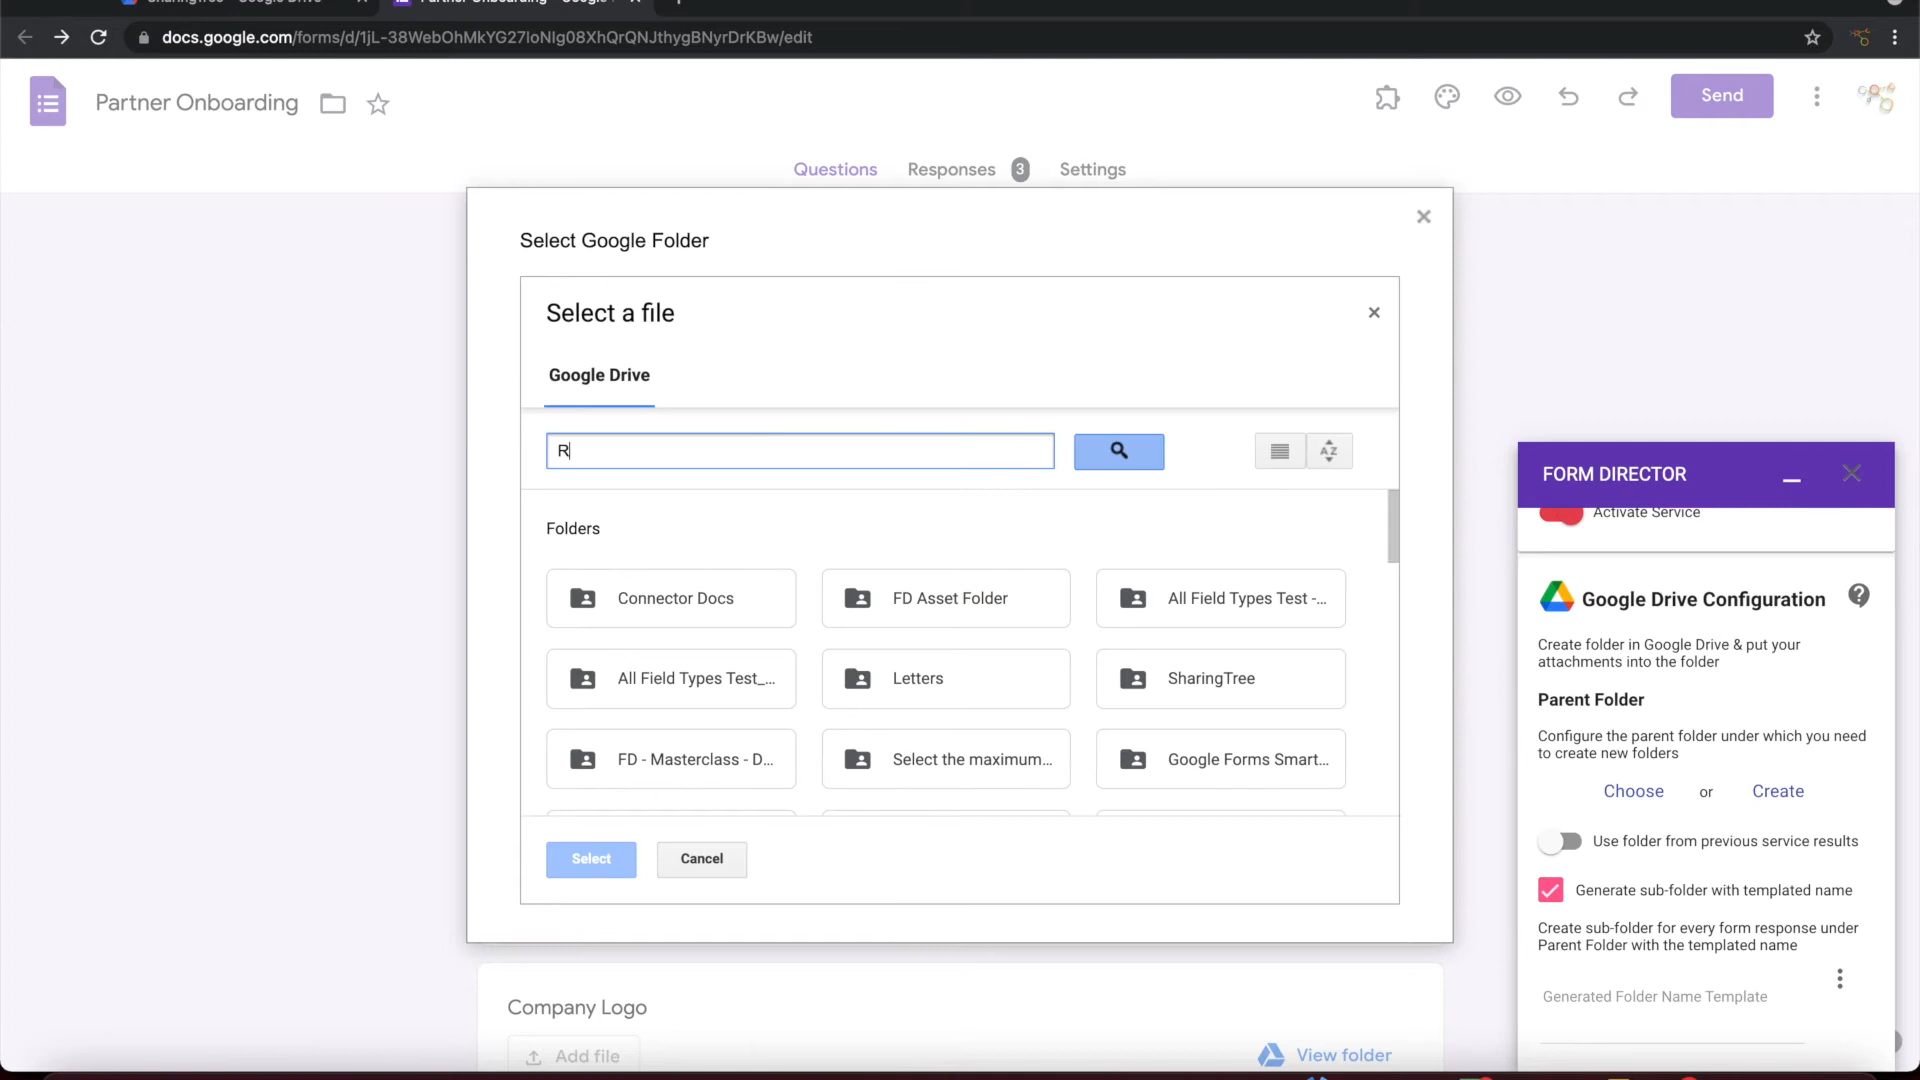 docs.google.com/forms/d/1jL-38WebOhMkYG27IoNIg08XhQrQNJthygBNyrDrKBw/edit
Partner Onboarding
Send
Questions Responses 3 Settings
Select Google Folder
Select a file
Google Drive
R
AZ
Folders
Connector Docs
FD Asset Folder
All Field Types Test -...
All Field Types Test_...
Letters
SharingTree
FD - Masterclass - D...
Select the maximum...
Google Forms Smart...
Select
Cancel
Company Logo
Add file
View folder
FORM DIRECTOR
Activate Service
Google Drive Configuration
Create folder in Google Drive & put your
attachments into the folder
Parent Folder
Configure the parent folder under which you need
to create new folders
Choose or Create
Use folder from previous service results
Generate sub-folder with templated name
Create sub-folder for every form response under
Parent Folder with the templated name
Generated Folder Name Template